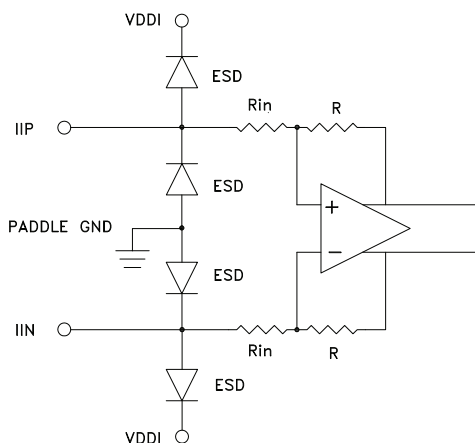 VDDI
ESD
Rin
R
IIP
ESD
+
PADDLE GND
−
ESD
IIN
Rin
R
ESD
VDDI